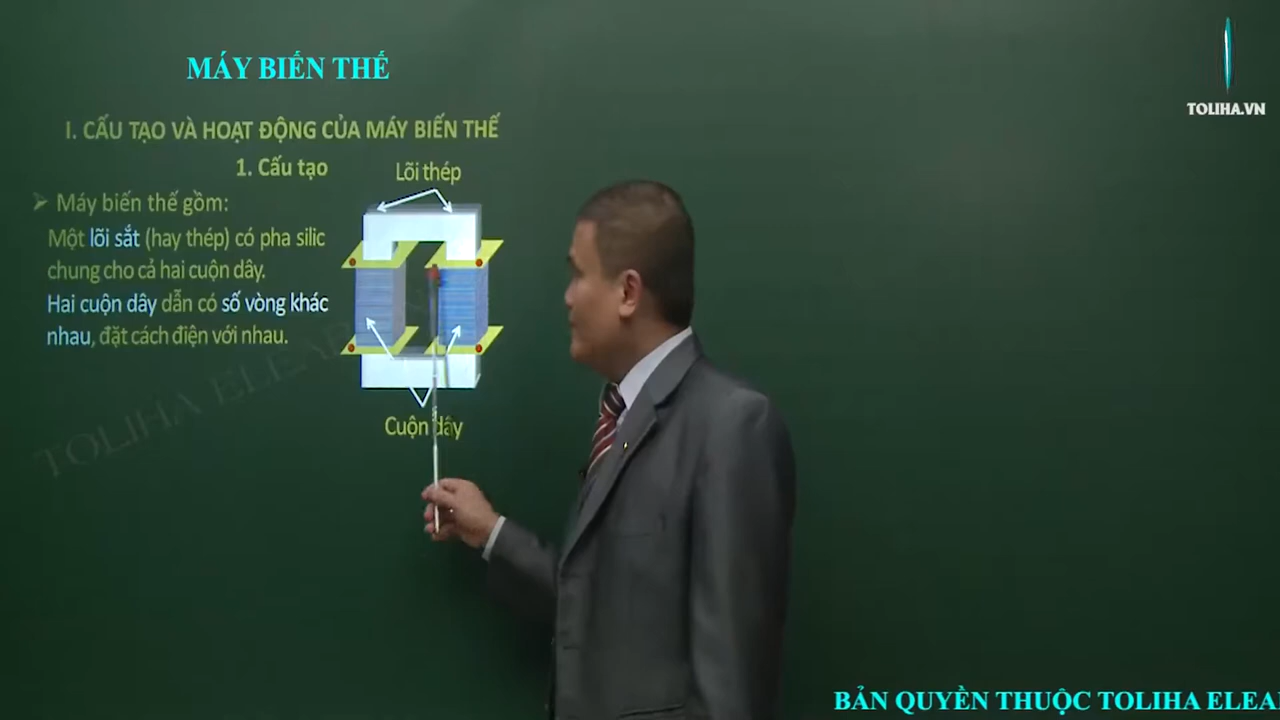 MÁY BIẾN THẾ
TOLIHA.VN
I. CẤU TẠO VÀ HOẠT ĐỘNG CỦA MÁY BIẾN THẾ
1. Cấu tạo
Lõi thép
Máy biến thế gồm:
Một lõi sắt (hay thép) có pha silic
chung cho cả hai cuộn dây.
Hai cuộn dây dẫn có số vòng khác
nhau, đặt cách điện với nhau.
Cuộn dây
TOLIHA ELEAR
BẢN QUYỀN THUỘC TOLIHA ELEA